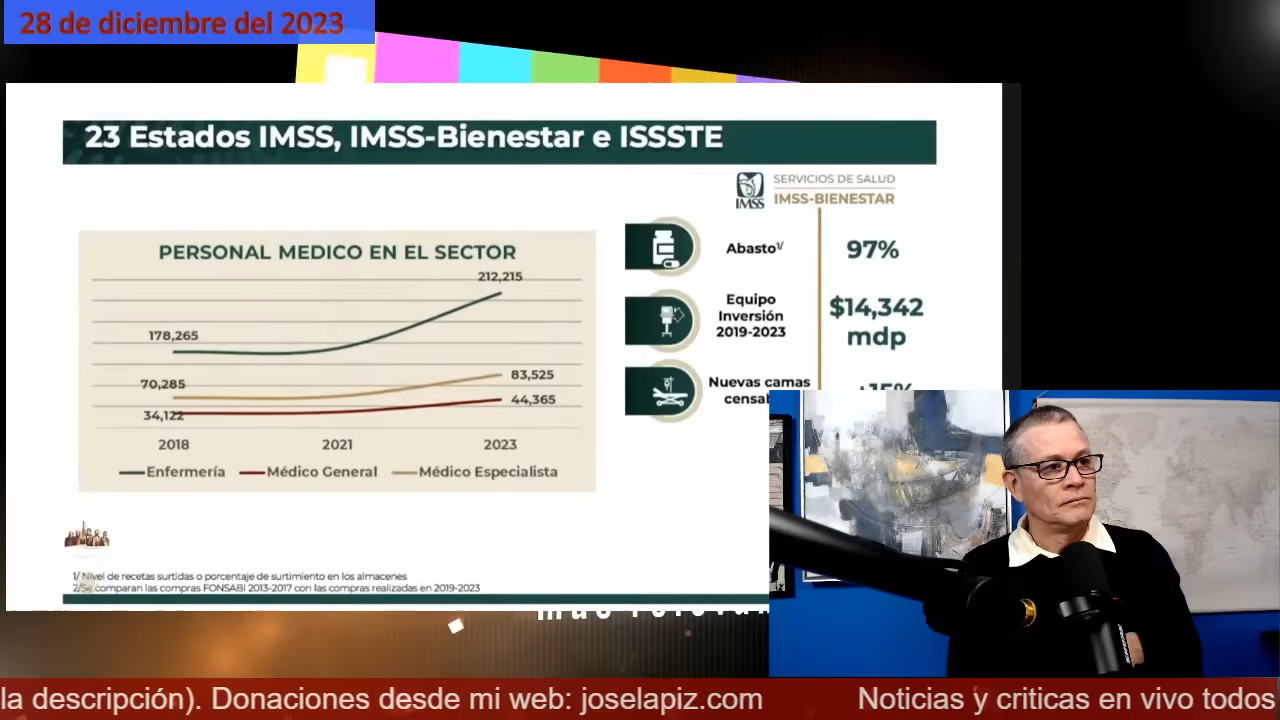 28 de diciembre del 2023
23 Estados IMSS, IMSS-Bienestar e ISSSTE
IMSS
SERVICIOS DE SALUD
IMSS-BIENESTAR
PERSONAL MEDICO EN EL SECTOR
212,215
178,265
83,525
70,285
44,365
34,122
2018 2021 2023
Enfermería Médico General Médico Especialista
Abasto1/
97%
Equipo
Inversión
2019-2023
$14,342
mdp
Nuevas camas
1/ Nivel de recetas surtidas o porcentaje de surtimiento en los almacenes
2/Se comparan las compras FONSABI 2013-2017 con las compras realizadas en 2019-2023
la descripción). Donaciones desde mi web: joselapiz.com Noticias y criticas en vivo todos